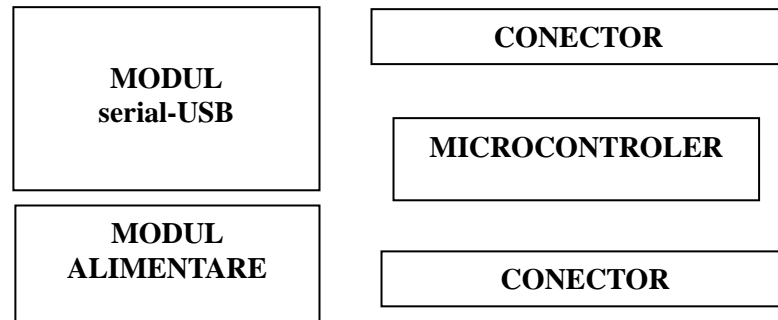 MODUL
serial-USB
CONECTOR
MICROCONTROLER
MODUL
ALIMENTARE
CONECTOR